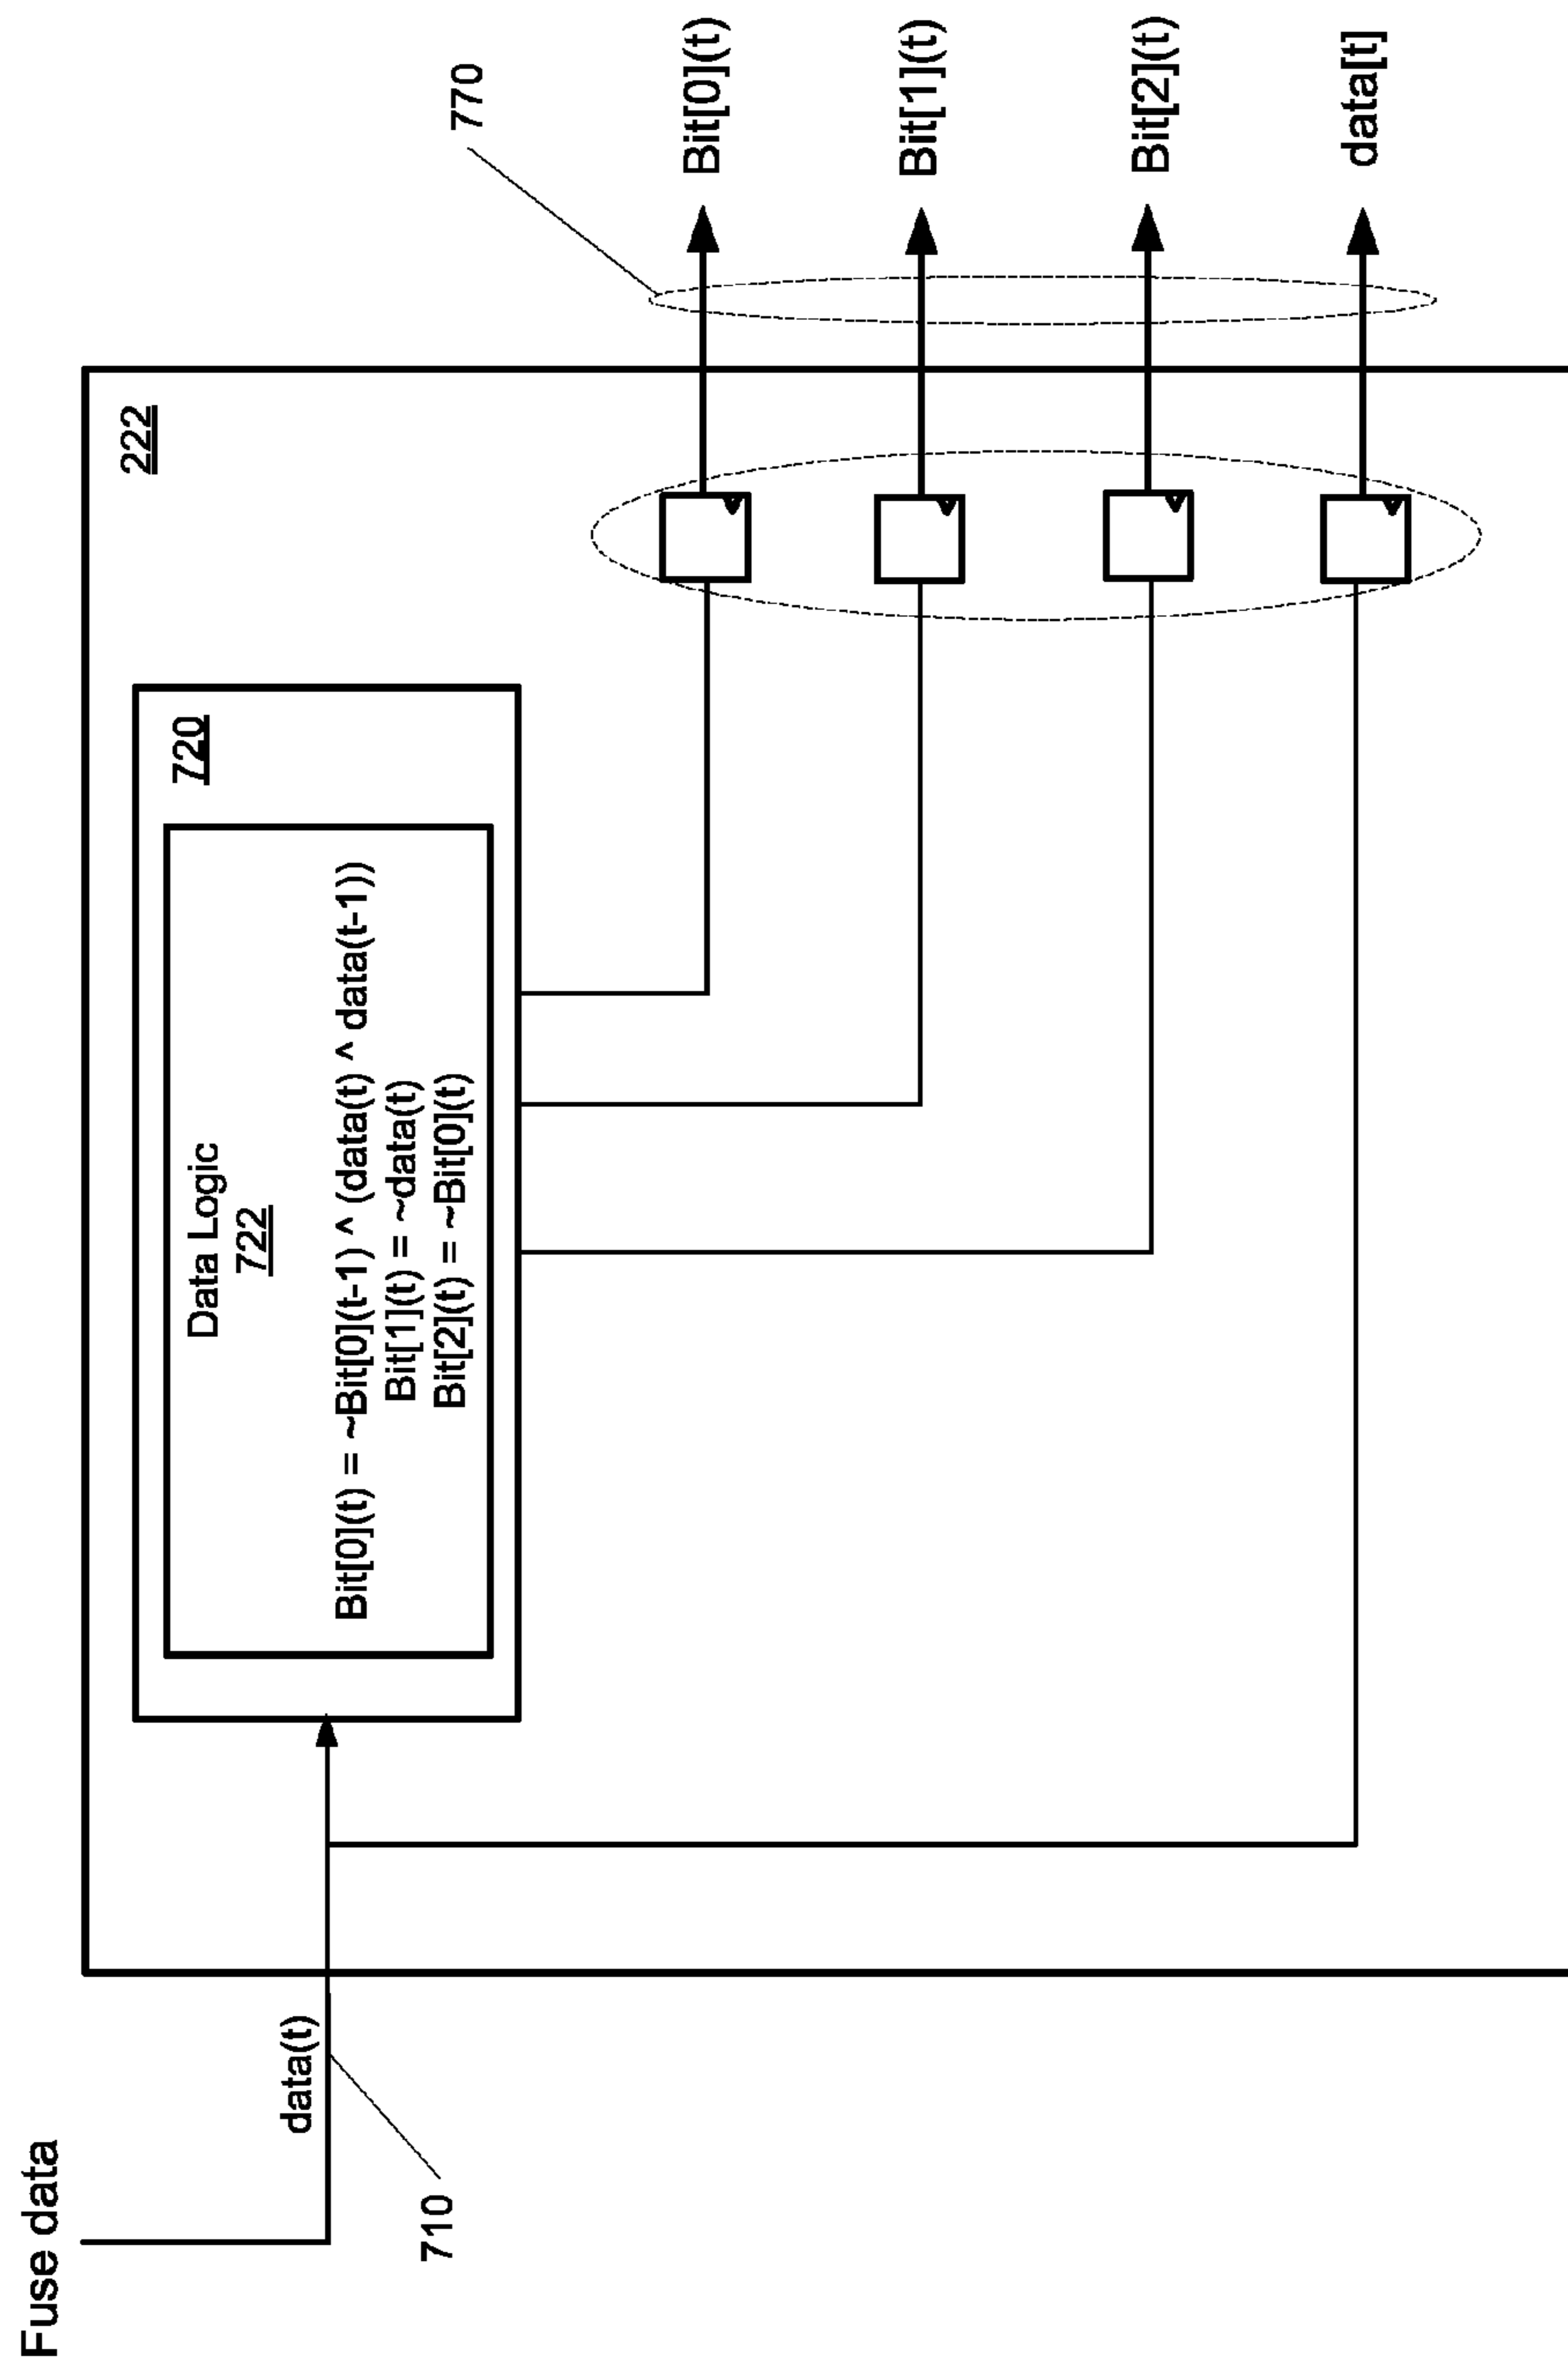 Fuse data
data(t)
710
222
720
Data Logic
722
Bit[0](t) = ~Bit[0](t-1) ^ (data(t) ^ data(t-1))
Bit[1](t) = ~data(t)
Bit[2](t) = ~Bit[0](t)
770
Bit[0](t)
Bit[1](t)
Bit[2](t)
data[t]